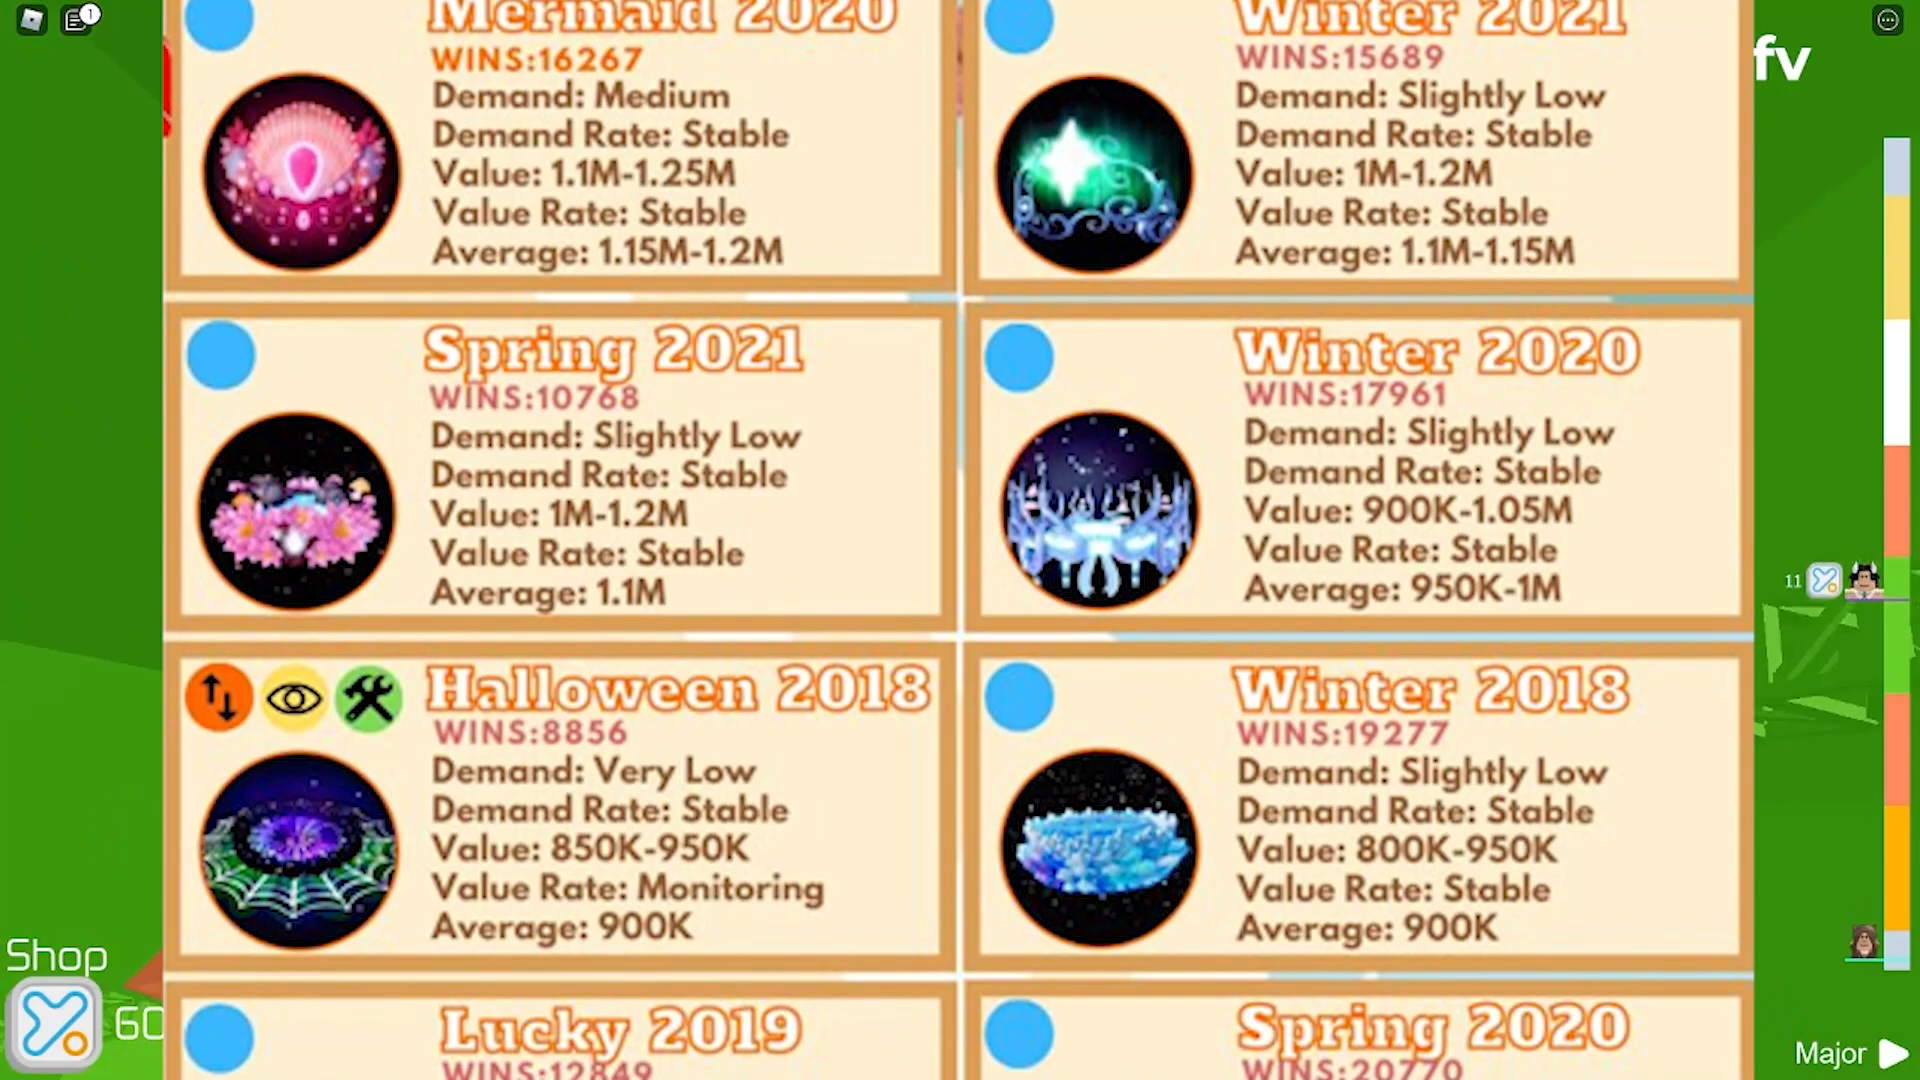 1
fv
Mermaid 2020
WINS:16267
Demand: Medium
Demand Rate: Stable
Value: 1.1M-1.25M
Value Rate: Stable
Average: 1.15M-1.2M
Winter 2021
WINS:15689
Demand: Slightly Low
Demand Rate: Stable
Value: 1M-1.2M
Value Rate: Stable
Average: 1.1M-1.15M
Spring 2021
WINS:10768
Demand: Slightly Low
Demand Rate: Stable
Value: 1M-1.2M
Value Rate: Stable
Average: 1.1M
Winter 2020
WINS:17961
Demand: Slightly Low
Demand Rate: Stable
Value: 900K-1.05M
Value Rate: Stable
Average: 950K-1M
11
Halloween 2018
WINS:8856
Demand: Very Low
Demand Rate: Stable
Value: 850K-950K
Value Rate: Monitoring
Average: 900K
Winter 2018
WINS:19277
Demand: Slightly Low
Demand Rate: Stable
Value: 800K-950K
Value Rate: Stable
Average: 900K
Shop
60
Lucky 2019
WINS:12849
Spring 2020
WINS:20770
Major